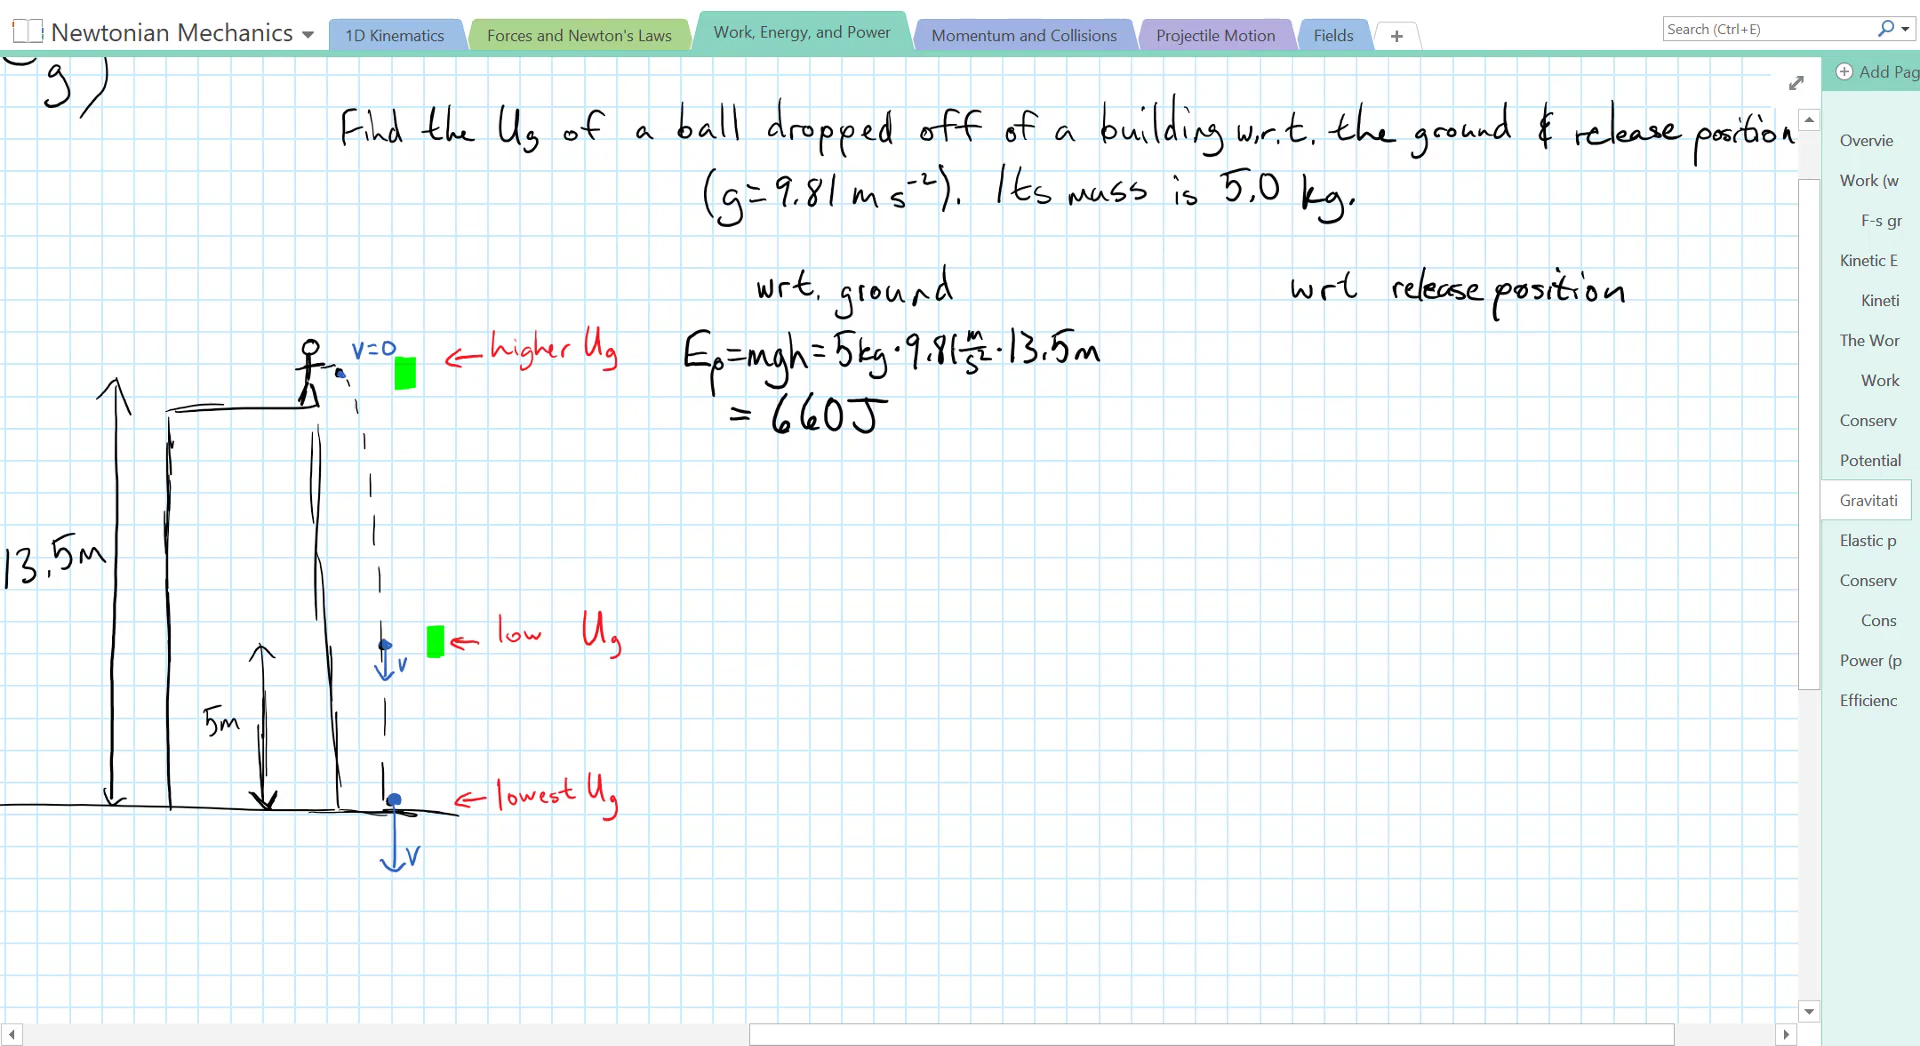 Newtonian Mechanics
1D Kinematics
Forces and Newton's Laws
Work, Energy, and Power
Momentum and Collisions
Projectile Motion
Fields
+
Search (Ctrl+E)
g)
Find the Ug of a ball dropped off of a building w.r.t. the ground & release position
(g=9.81 m s⁻²). Its mass is 5.0 kg.
wrt. ground
wrt release position
v=0
← higher Ug
Ep=mgh=5kg·9.81 m/s²·13.5m
= 660J
13.5m
← low Ug
v
5m
← lowest Ug
v
Add Pag
Overvie
Work (w
F-s gr
Kinetic E
Kineti
The Wor
Work
Conserv
Potential
Gravitati
Elastic p
Conserv
Cons
Power (p
Efficienc